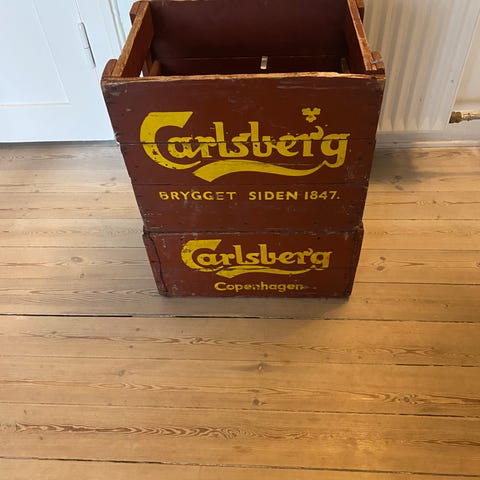 Carlsberg
BRYGGET SIDEN 1847.
Carlsberg
Copenhagen